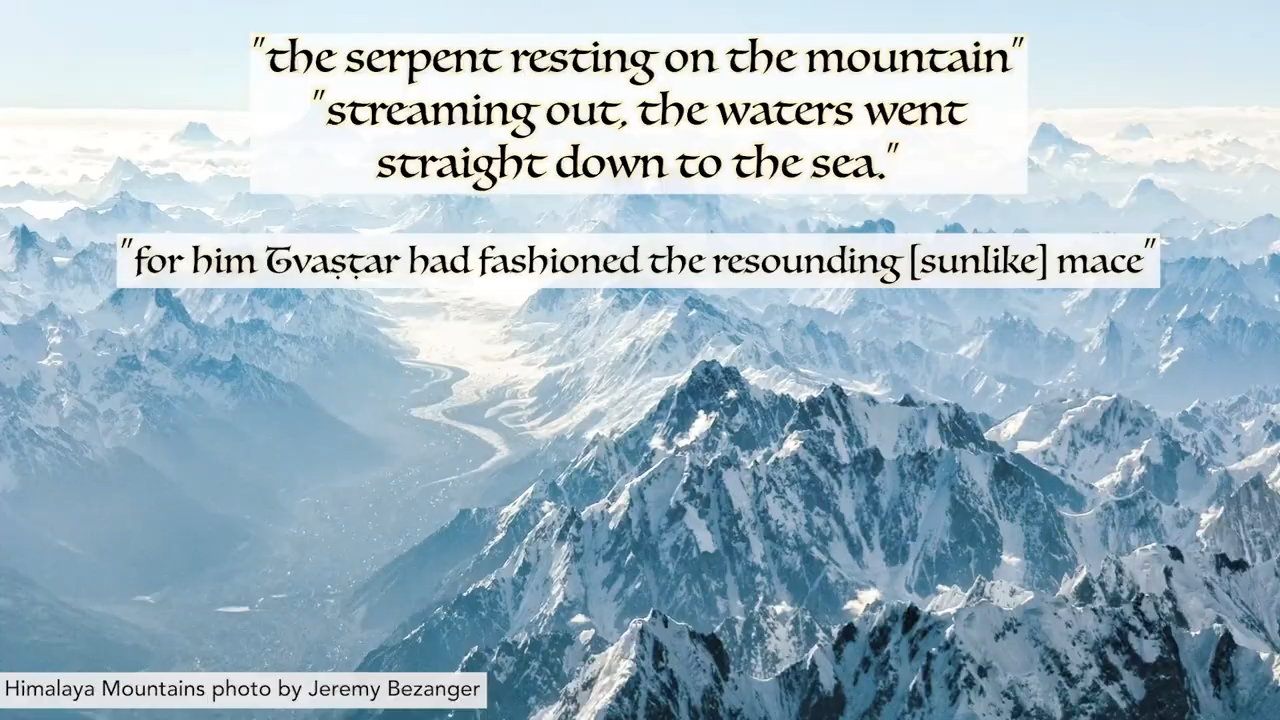 "the serpent resting on the mountain"
"streaming out, the waters went
straight down to the sea."
"for him Tvaṣṭar had fashioned the resounding [sunlike] mace"
Himalaya Mountains photo by Jeremy Bezanger